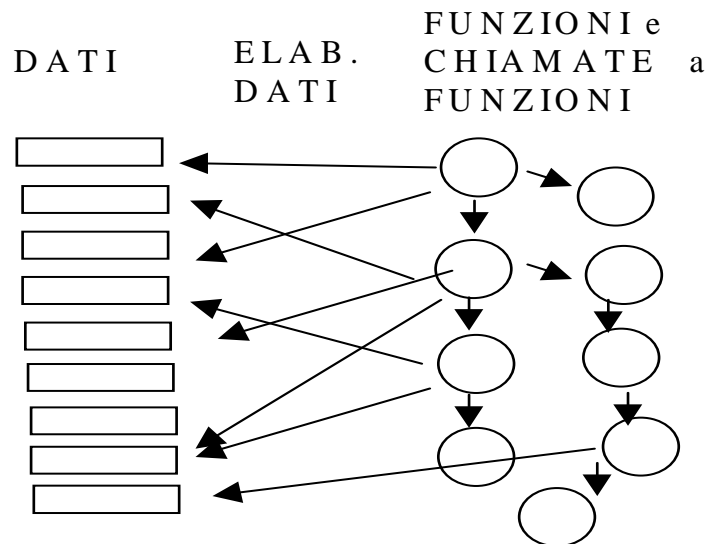 DATI
ELAB.
DATI
FUNZIONI e
CHIAMATE a
FUNZIONI